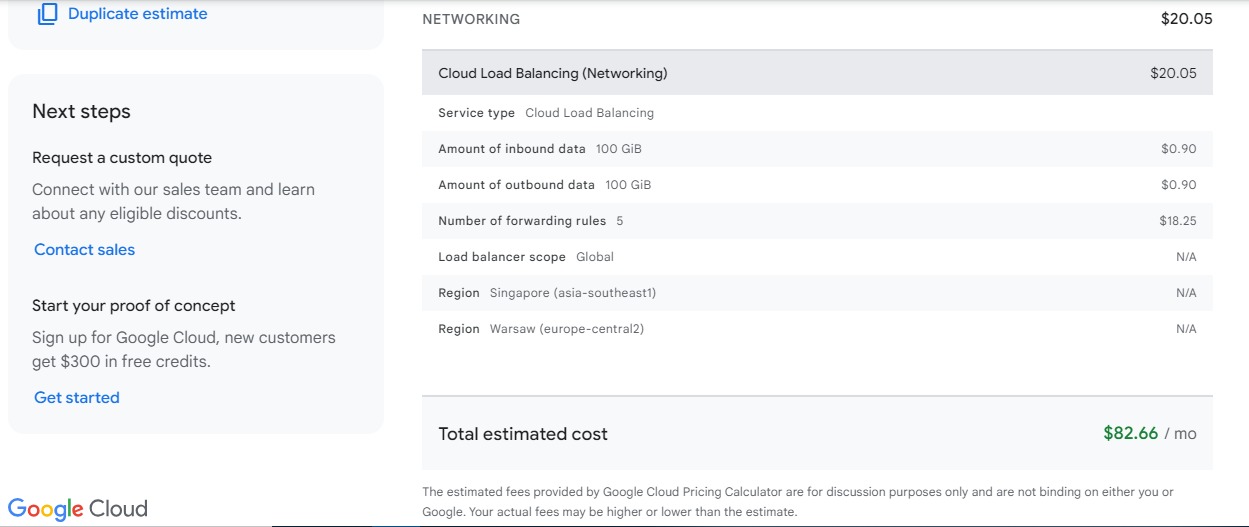 Duplicate estimate
Next steps
Request a custom quote
Connect with our sales team and learn
about any eligible discounts.
Contact sales
Start your proof of concept
Sign up for Google Cloud, new customers
get $300 in free credits.
Get started
Google Cloud
NETWORKING $20.05
Cloud Load Balancing (Networking) $20.05
Service type Cloud Load Balancing
Amount of inbound data 100 GiB $0.90
Amount of outbound data 100 GiB $0.90
Number of forwarding rules 5 $18.25
Load balancer scope Global N/A
Region Singapore (asia-southeast1) N/A
Region Warsaw (europe-central2) N/A
Total estimated cost $82.66 / mo
The estimated fees provided by Google Cloud Pricing Calculator are for discussion purposes only and are not binding on either you or
Google. Your actual fees may be higher or lower than the estimate.